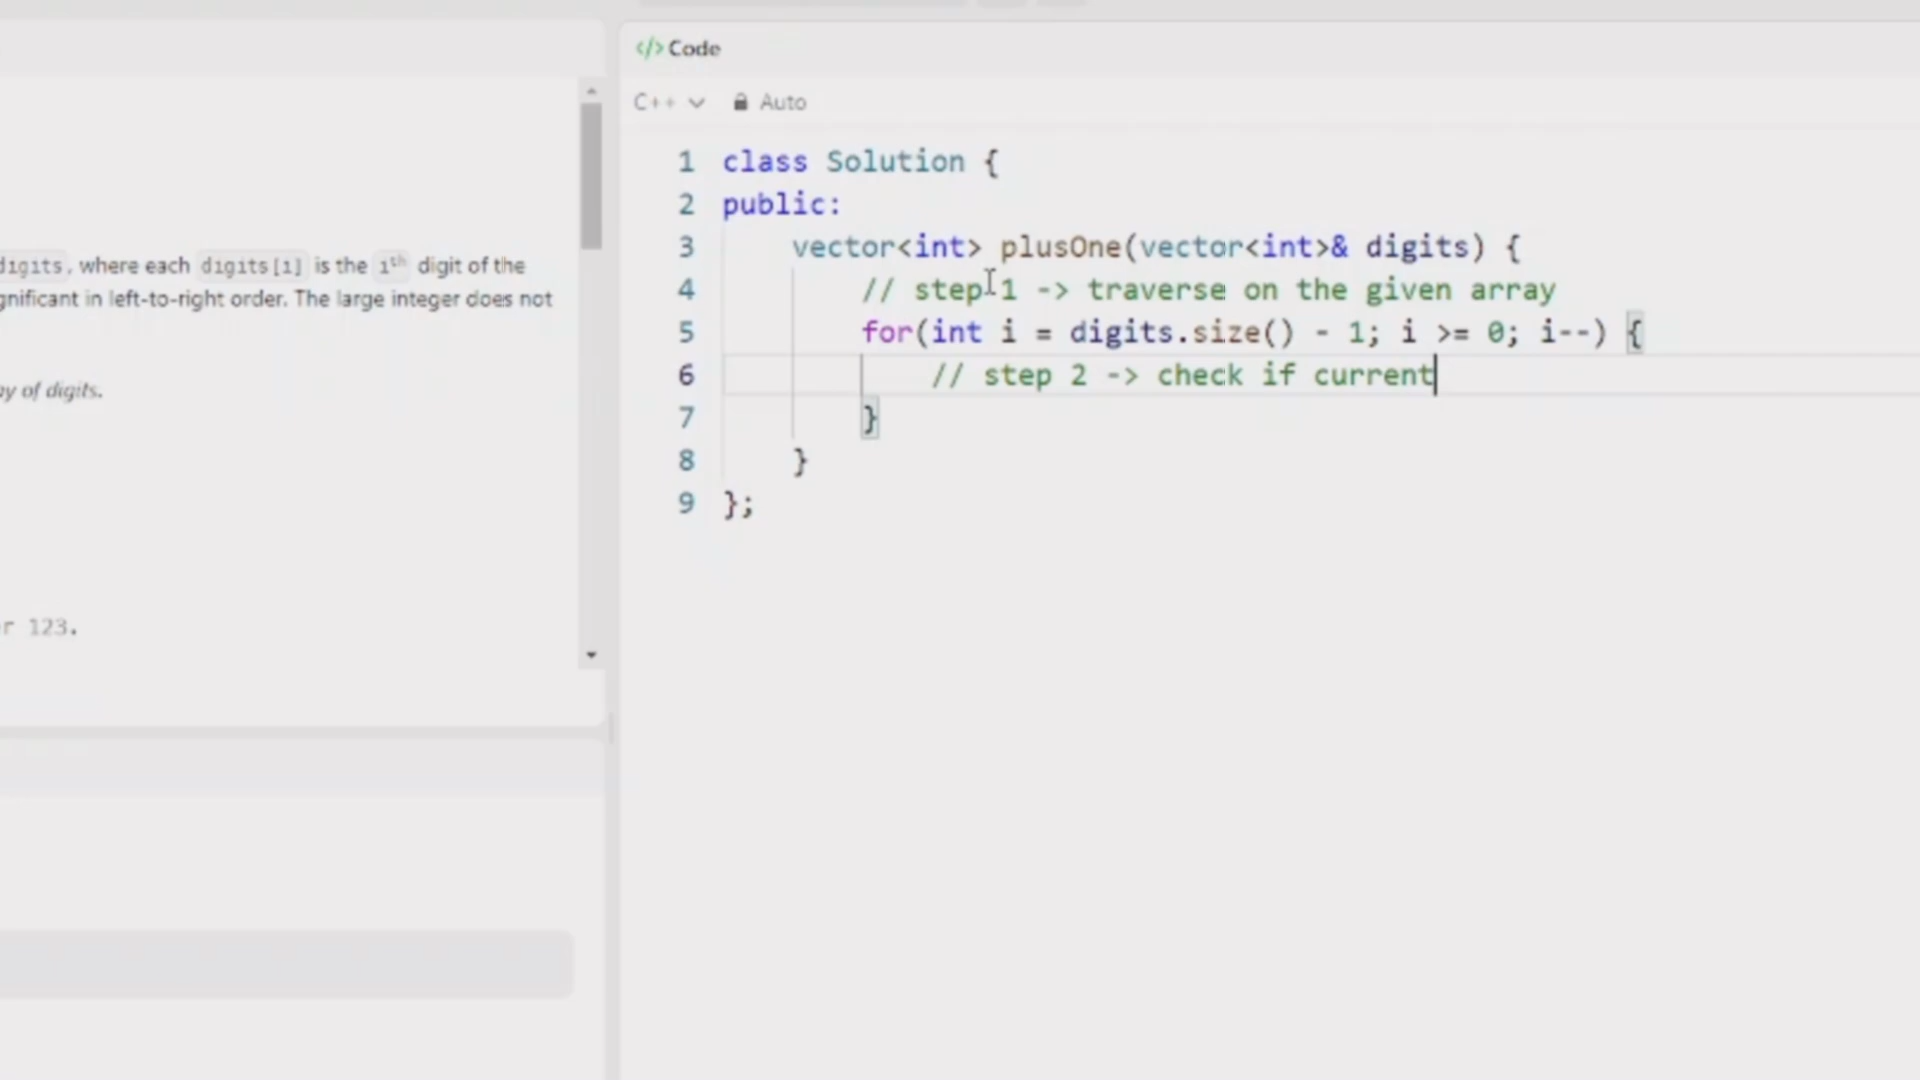 </> Code
C++ Auto
digits, where each digits[i] is the ith digit of the
significant in left-to-right order. The large integer does not
of digits.
123.
1 class Solution {
2 public:
3 vector<int> plusOne(vector<int>& digits) {
4 // step 1 -> traverse on the given array
5 for(int i = digits.size() - 1; i >= 0; i--) {
6 // step 2 -> check if current
7 }
8 }
9 };